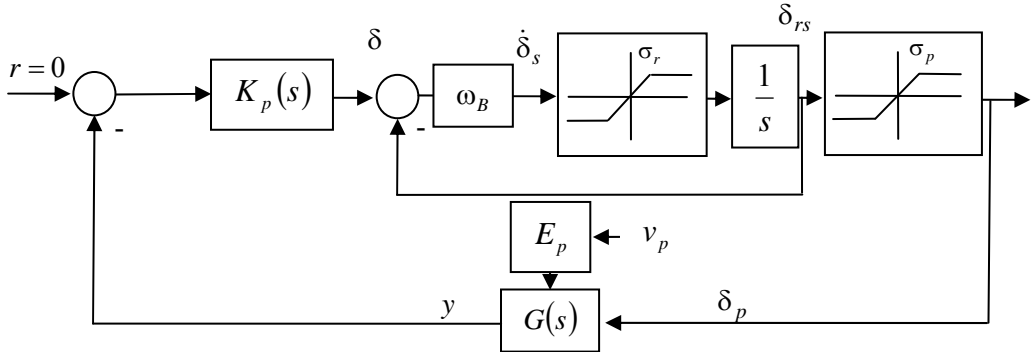 r = 0
-
K_p(s)
δ
-
ω_B
δ̇_s
σ_r
1/s
δ_rs
σ_p
E_p
v_p
G(s)
y
δ_p